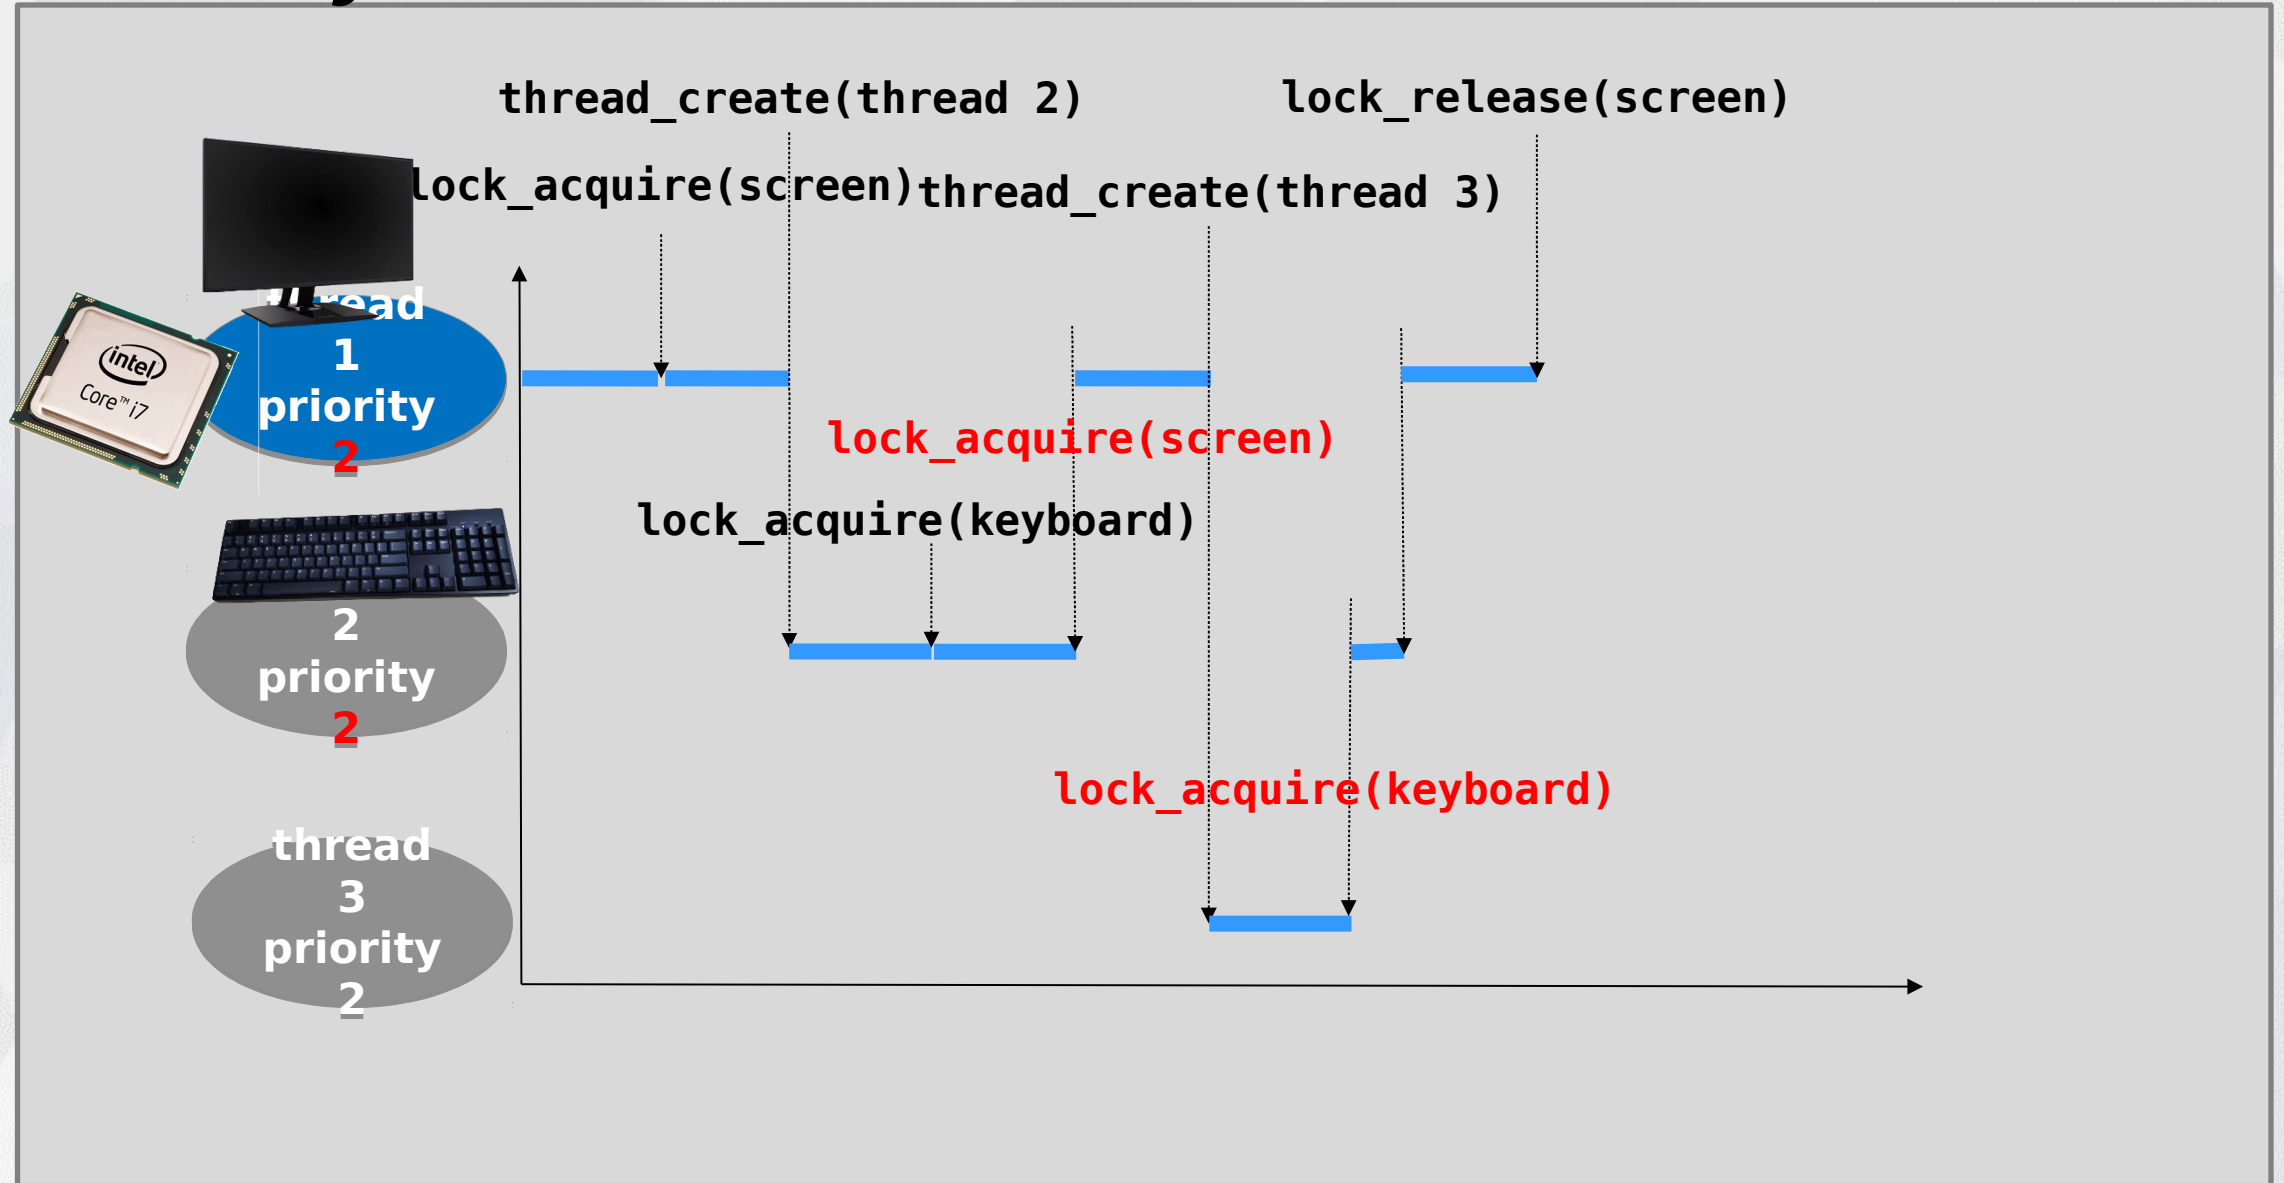 thread_create(thread 2)
lock_release(screen)
lock_acquire(screen)
thread_create(thread 3)
thread
1
priority
2
intel
Core™ i7
lock_acquire(screen)
lock_acquire(keyboard)
2
priority
2
lock_acquire(keyboard)
thread
3
priority
2